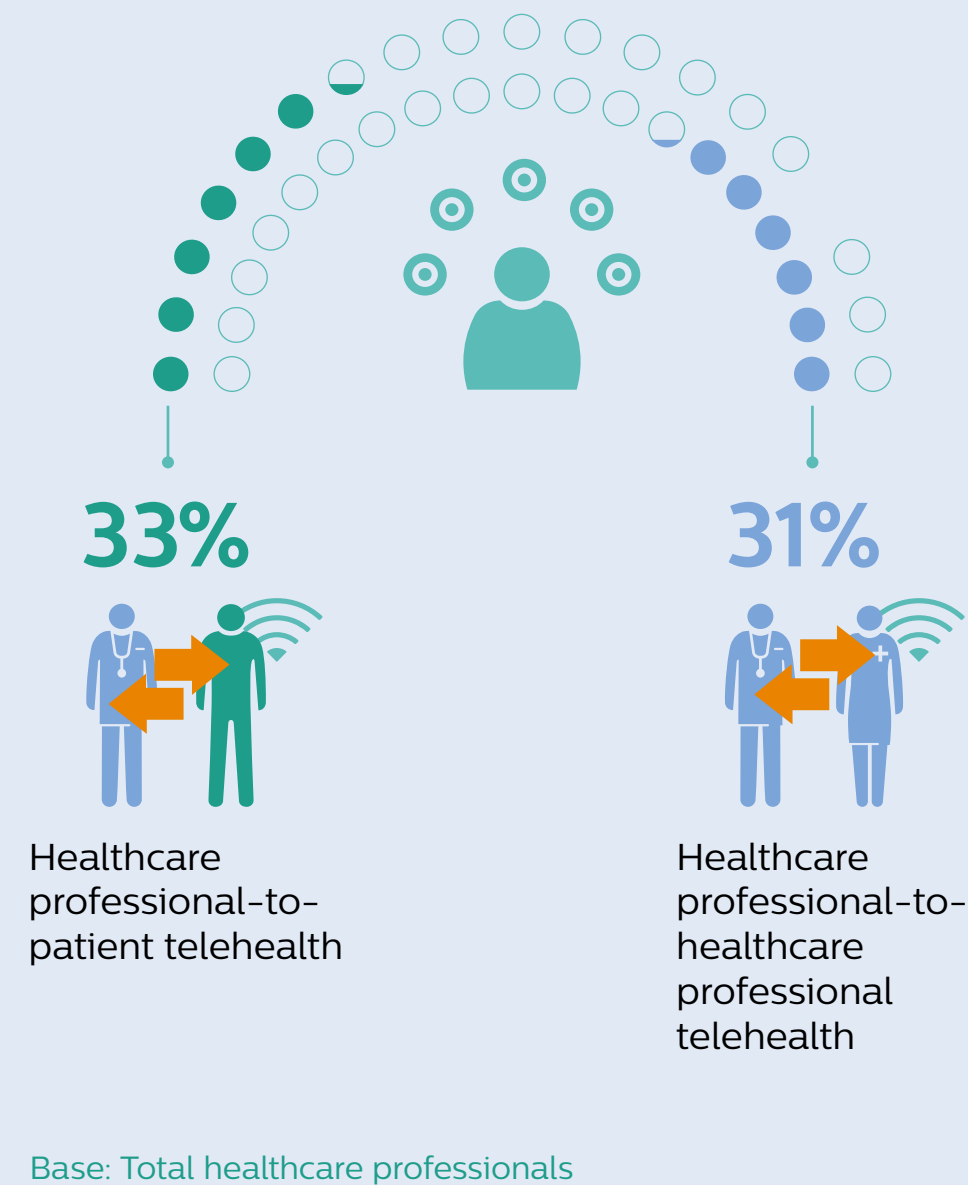 33%
Healthcare
professional-to-
patient telehealth
31%
Healthcare
professional-to-
healthcare
professional
telehealth
Base: Total healthcare professionals